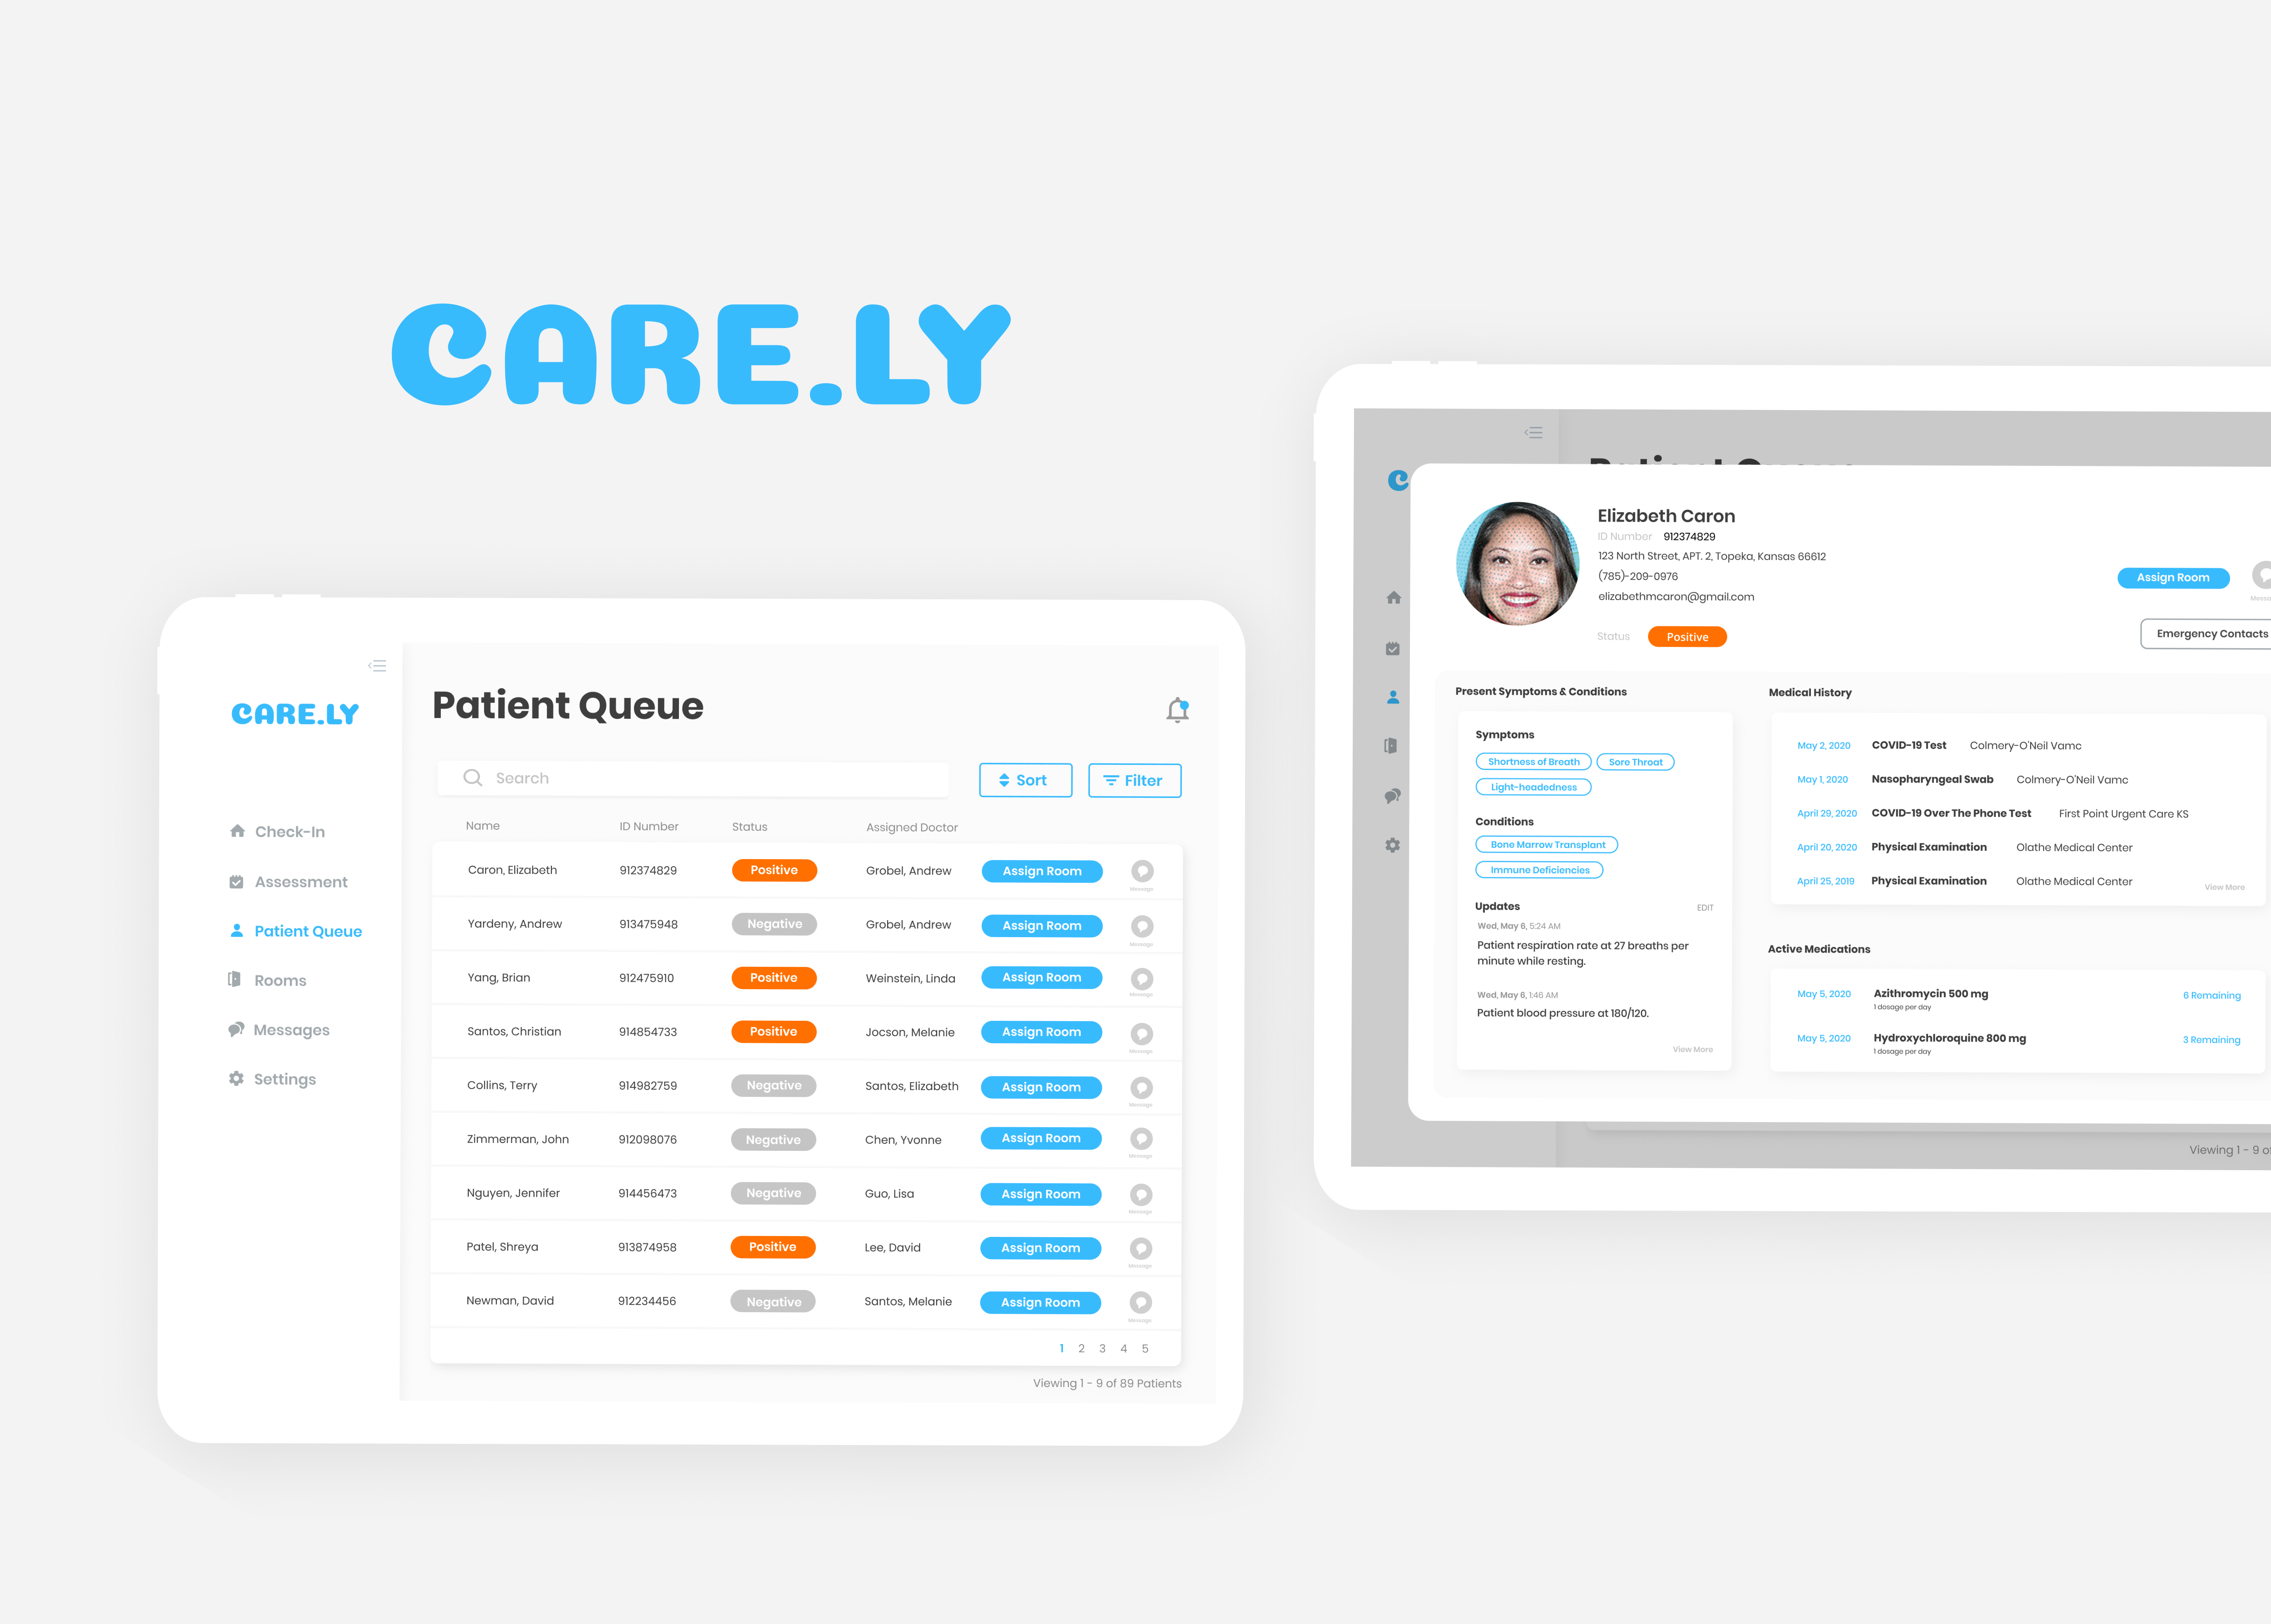 CARE.LY
CARE.LY
Check-In
Assessment
Patient Queue
Rooms
Messages
Settings
Patient Queue
Search
Sort
Filter
Name ID Number Status Assigned Doctor
Caron, Elizabeth 912374829 Positive Grobel, Andrew Assign Room Message
Yardeny, Andrew 913475948 Negative Grobel, Andrew Assign Room Message
Yang, Brian 912475910 Positive Weinstein, Linda Assign Room Message
Santos, Christian 914854733 Positive Jocson, Melanie Assign Room Message
Collins, Terry 914982759 Negative Santos, Elizabeth Assign Room Message
Zimmerman, John 912098076 Negative Chen, Yvonne Assign Room Message
Nguyen, Jennifer 914456473 Negative Guo, Lisa Assign Room Message
Patel, Shreya 913874958 Positive Lee, David Assign Room Message
Newman, David 912234456 Negative Santos, Melanie Assign Room Message
1 2 3 4 5
Viewing 1 - 9 of 89 Patients
C
Elizabeth Caron
ID Number 912374829
123 North Street, APT. 2, Topeka, Kansas 66612
(785)-209-0976
elizabethmcaron@gmail.com
Status Positive
Assign Room
Emergency Contacts
Present Symptoms & Conditions
Symptoms
Shortness of Breath Sore Throat
Light-headedness
Conditions
Bone Marrow Transplant
Immune Deficiencies
Updates EDIT
Wed, May 6, 5:24 AM
Patient respiration rate at 27 breaths per
minute while resting.
Wed, May 6, 1:46 AM
Patient blood pressure at 180/120.
View More
Medical History
May 2, 2020 COVID-19 Test Colmery-O'Neil Vamc
May 1, 2020 Nasopharyngeal Swab Colmery-O'Neil Vamc
April 29, 2020 COVID-19 Over The Phone Test First Point Urgent Care KS
April 20, 2020 Physical Examination Olathe Medical Center
April 25, 2019 Physical Examination Olathe Medical Center
View More
Active Medications
May 5, 2020 Azithromycin 500 mg 6 Remaining
1 dosage per day
May 5, 2020 Hydroxychloroquine 800 mg 3 Remaining
1 dosage per day
Viewing 1 - 9